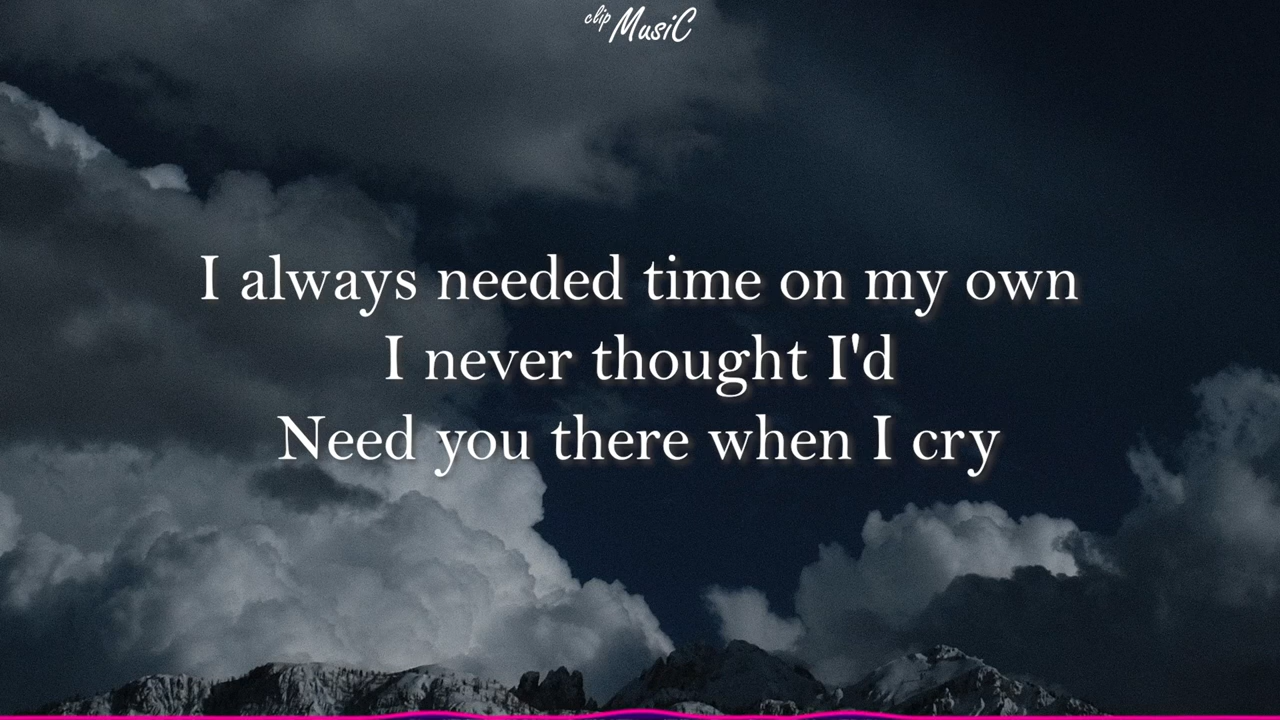 clip MusiC
I always needed time on my own
I never thought I'd
Need you there when I cry